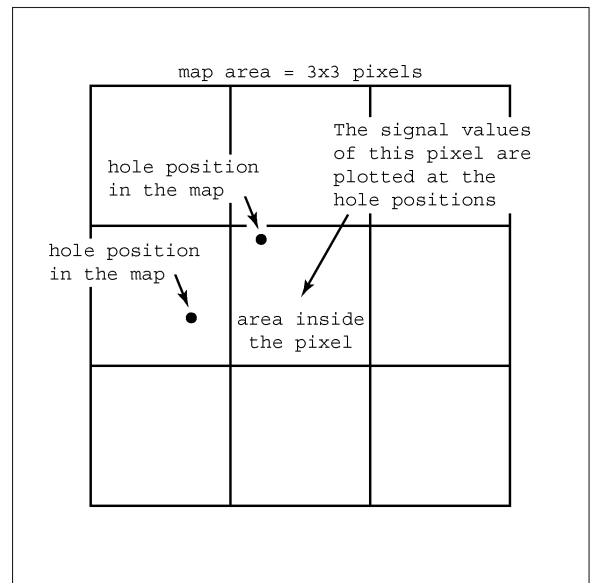 map area = 3x3 pixels
The signal values
of this pixel are
plotted at the
hole positions
hole position
in the map
hole position
in the map
area inside
the pixel